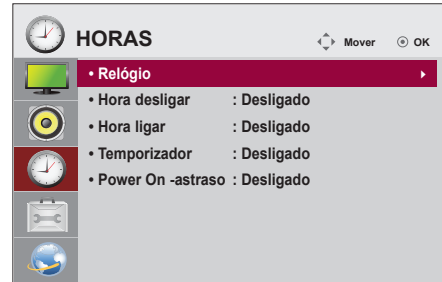 HORAS
Mover
OK
• Relógio
• Hora desligar : Desligado
• Hora ligar : Desligado
• Temporizador : Desligado
• Power On -astraso : Desligado